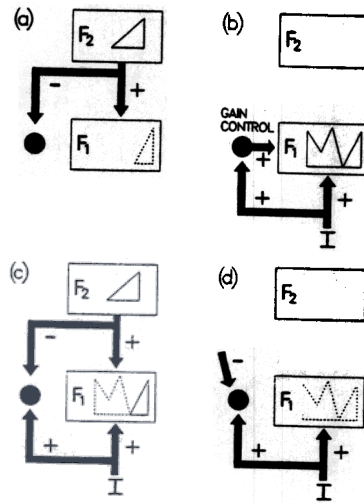 (a)
F2
-
+
F1
(b)
F2
GAIN
CONTROL
+
F1
+
+
I
(c)
F2
-
+
F1
+
+
I
(d)
F2
-
F1
+
+
I